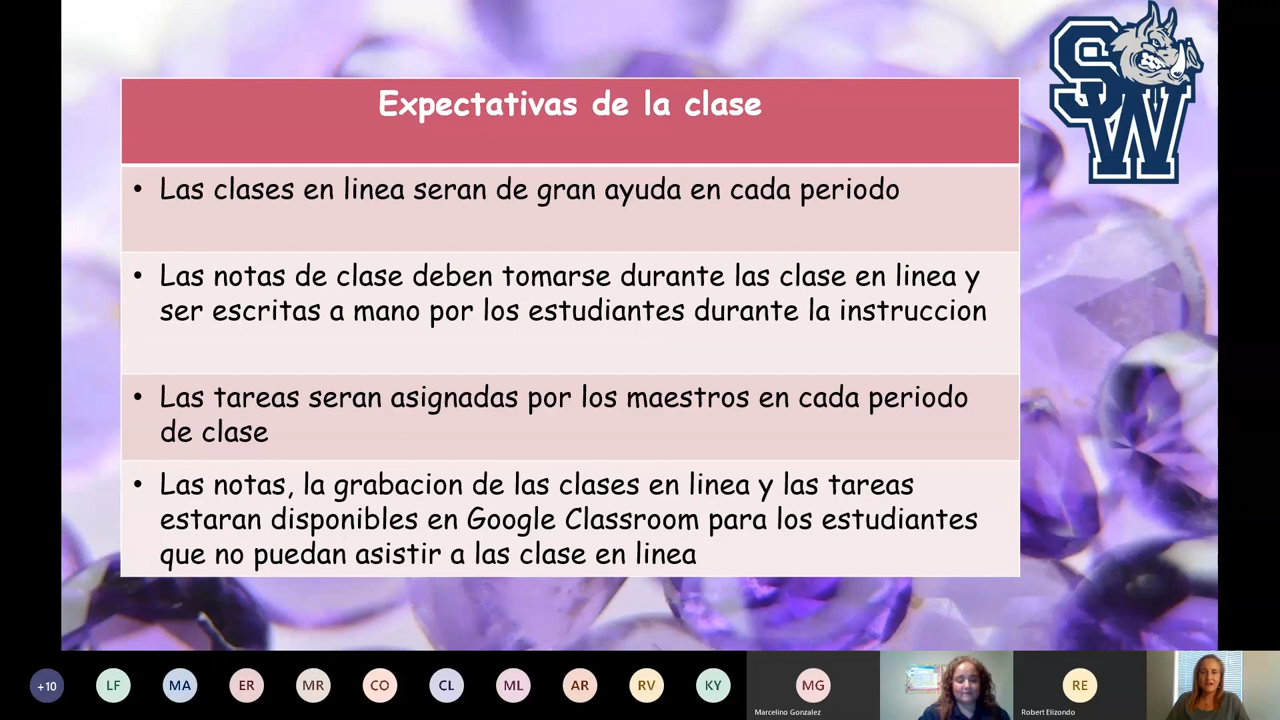 SW
Expectativas de la clase
• Las clases en linea seran de gran ayuda en cada periodo
• Las notas de clase deben tomarse durante las clase en linea y
ser escritas a mano por los estudiantes durante la instruccion
• Las tareas seran asignadas por los maestros en cada periodo
de clase
• Las notas, la grabacion de las clases en linea y las tareas
estaran disponibles en Google Classroom para los estudiantes
que no puedan asistir a las clase en linea
+10 LF MA ER MR CO CL ML AR RV KY MG RE
Marcelino Gonzalez Robert Elizondo